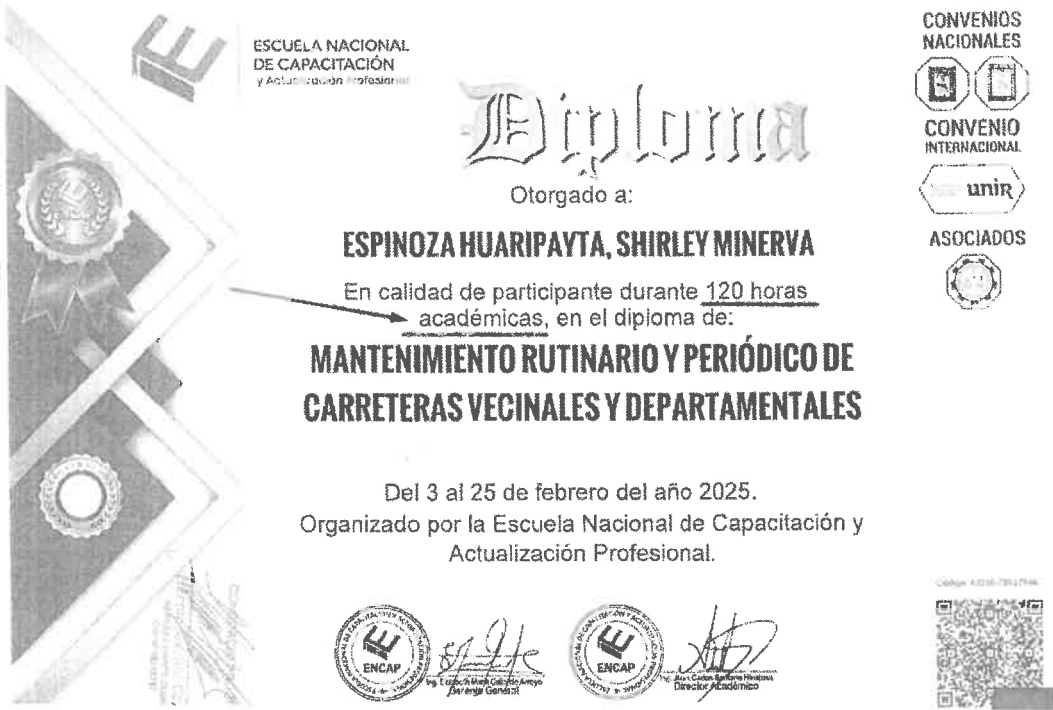 ESCUELA NACIONAL
DE CAPACITACIÓN
y Actualización Profesional
Diploma
Otorgado a:
ESPINOZA HUARIPAYTA, SHIRLEY MINERVA
En calidad de participante durante 120 horas
académicas, en el diploma de:
MANTENIMIENTO RUTINARIO Y PERIÓDICO DE
CARRETERAS VECINALES Y DEPARTAMENTALES
Del 3 al 25 de febrero del año 2025.
Organizado por la Escuela Nacional de Capacitación y
Actualización Profesional.
CONVENIOS
NACIONALES
CONVENIO
INTERNACIONAL
unir
ASOCIADOS
ENCAP
Gerente General
ENCAP
Director Académico
Código: